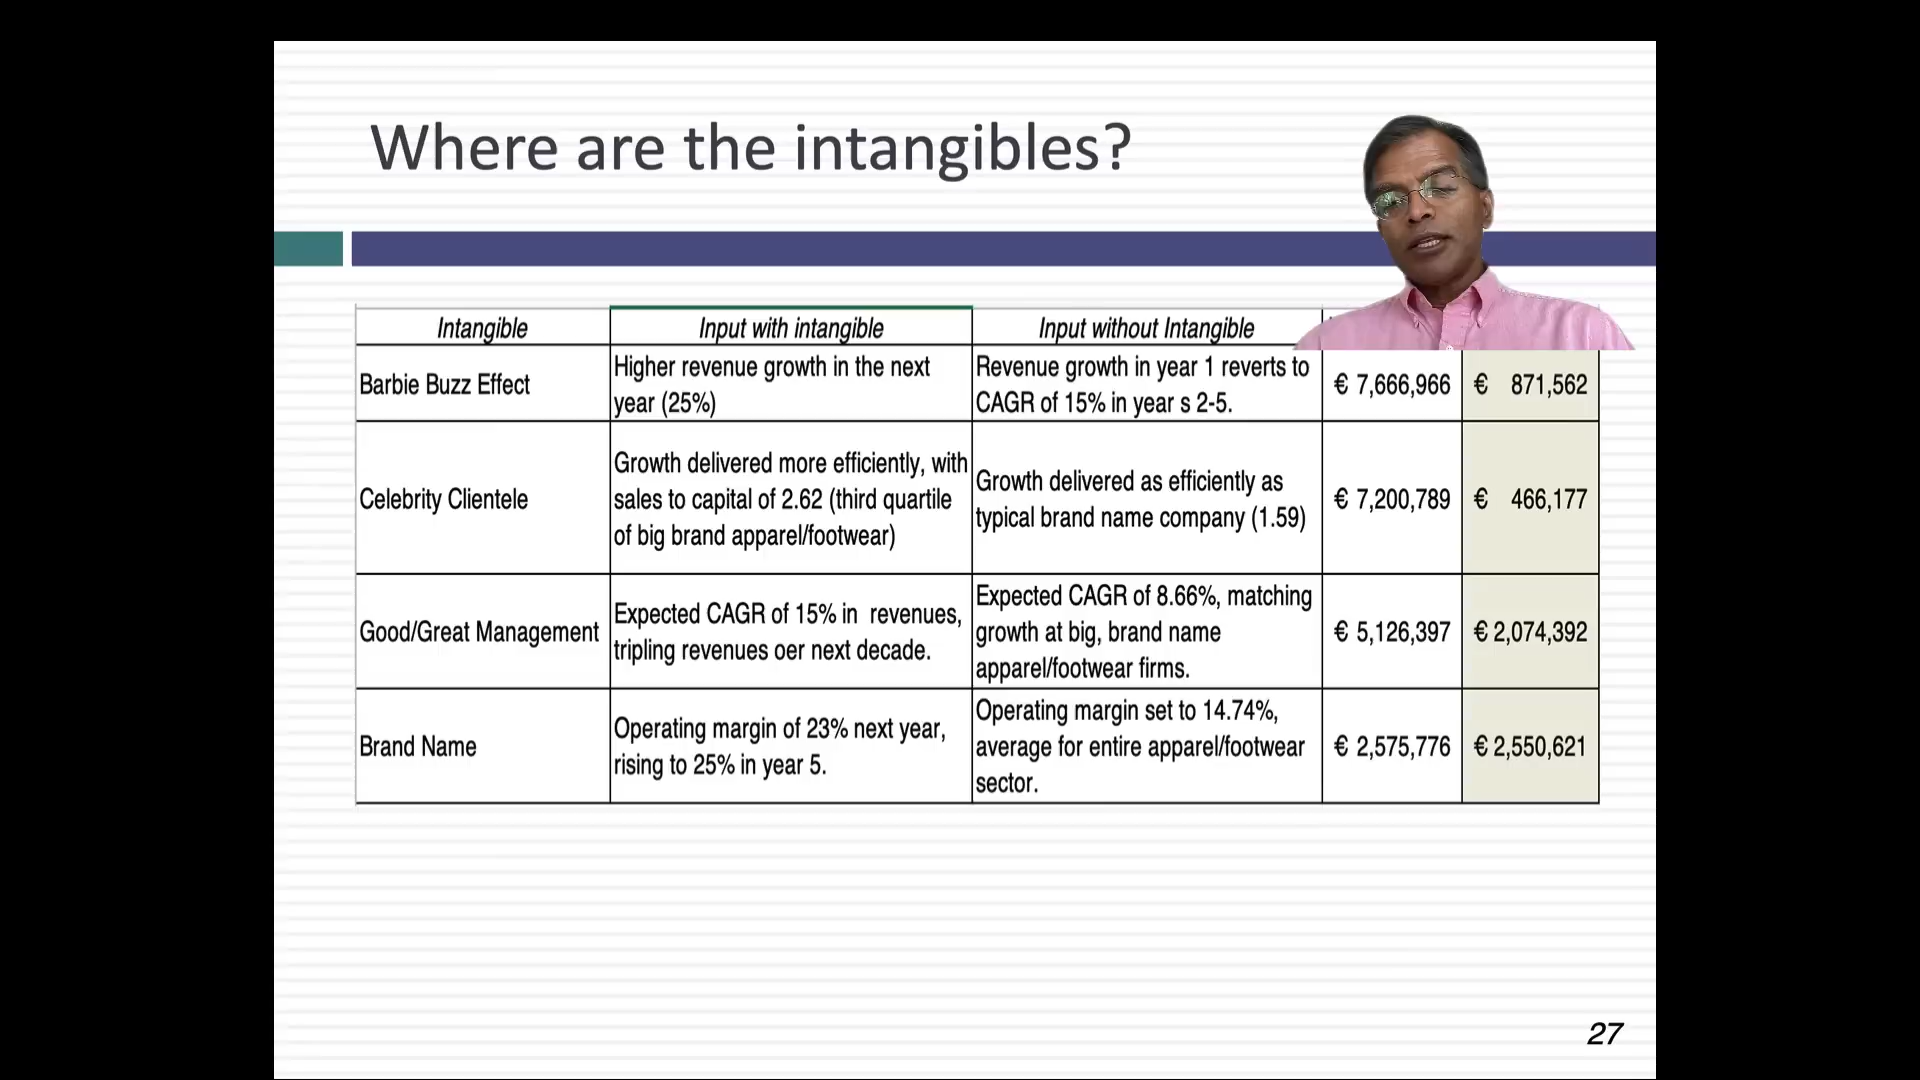 Where are the intangibles?
Intangible
Input with intangible
Input without Intangible
Barbie Buzz Effect
Higher revenue growth in the next
year (25%)
Revenue growth in year 1 reverts to
CAGR of 15% in year s 2-5.
€ 7,666,966
€ 871,562
Celebrity Clientele
Growth delivered more efficiently, with
sales to capital of 2.62 (third quartile
of big brand apparel/footwear)
Growth delivered as efficiently as
typical brand name company (1.59)
€ 7,200,789
€ 466,177
Good/Great Management
Expected CAGR of 15% in revenues,
tripling revenues oer next decade.
Expected CAGR of 8.66%, matching
growth at big, brand name
apparel/footwear firms.
€ 5,126,397
€ 2,074,392
Brand Name
Operating margin of 23% next year,
rising to 25% in year 5.
Operating margin set to 14.74%,
average for entire apparel/footwear
sector.
€ 2,575,776
€ 2,550,621
27